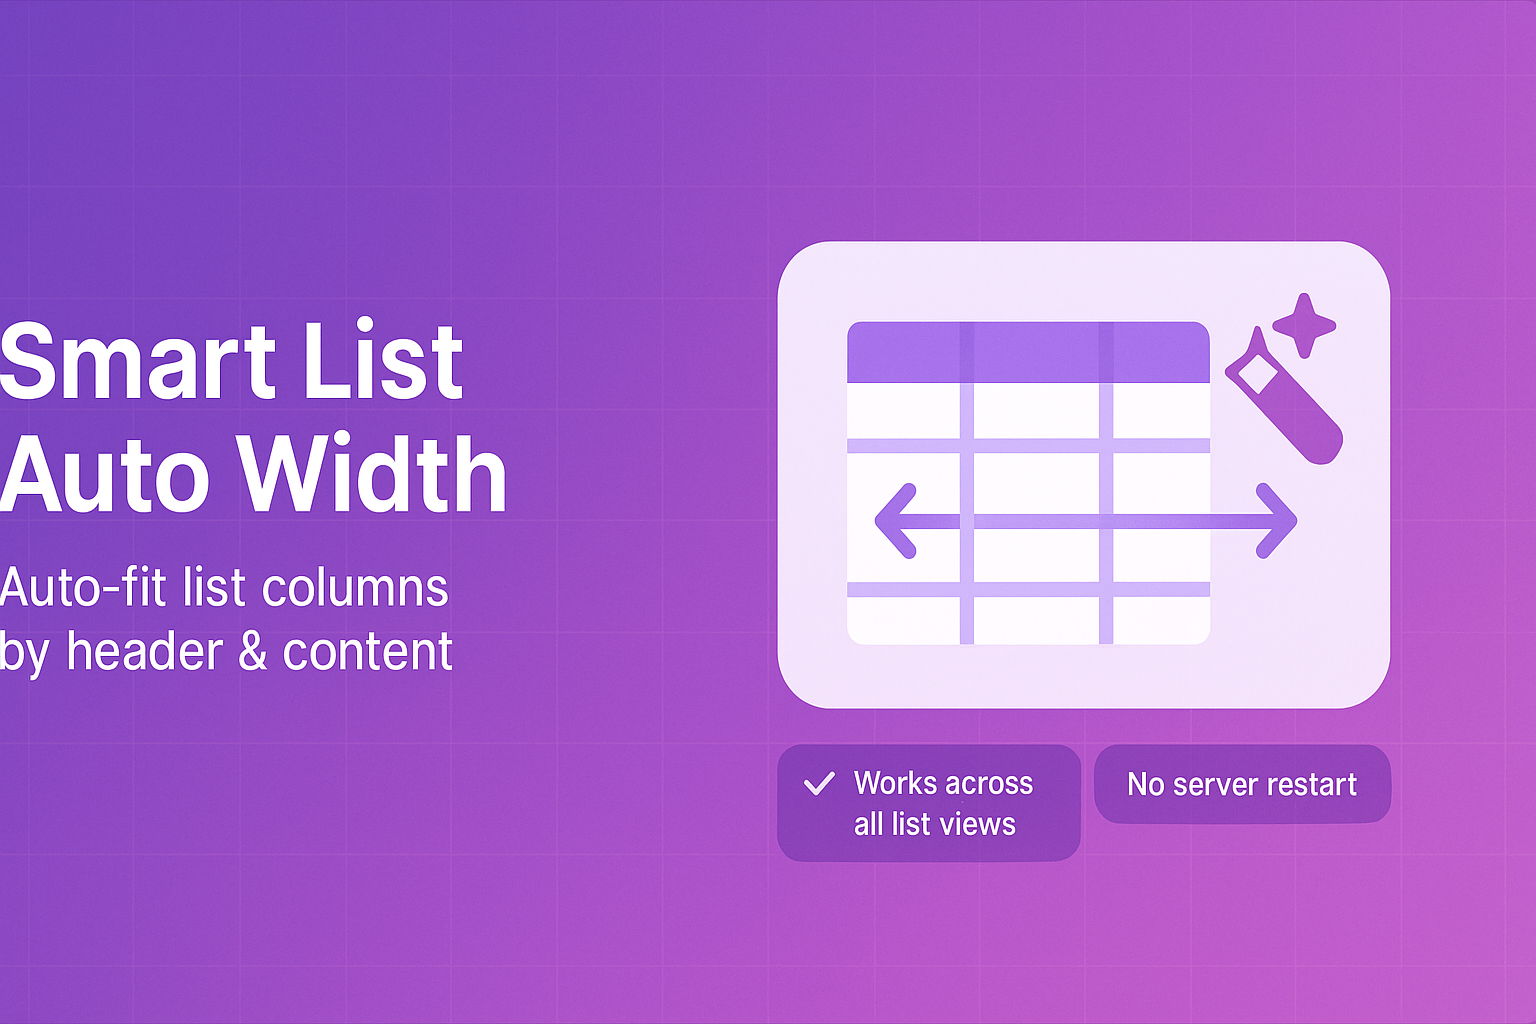 Smart List
Auto Width
Auto-fit list columns
by header & content
Works across
all list views
No server restart